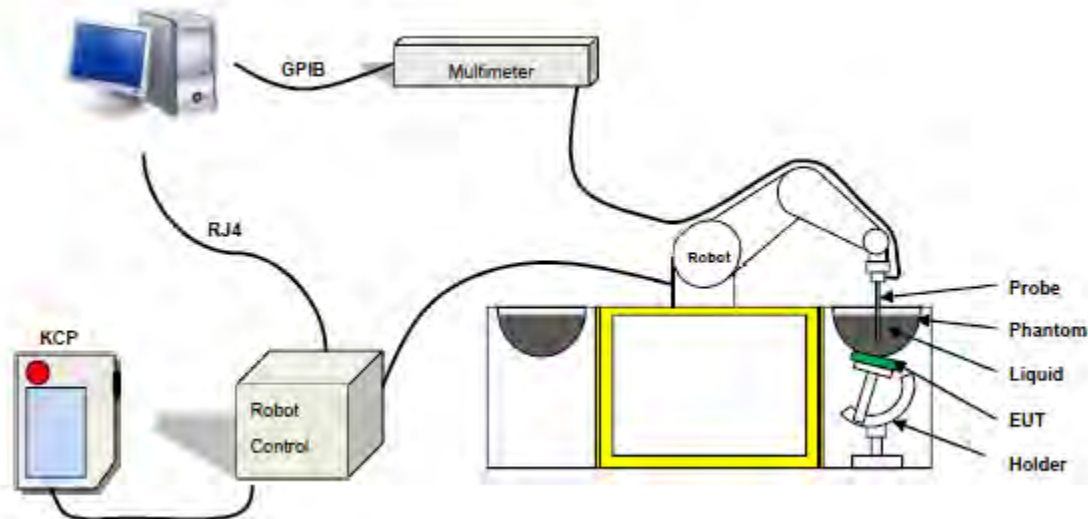 GPIB
Multimeter
RJ4
Robot
Probe
Phantom
KCP
Liquid
Robot
Control
EUT
Holder